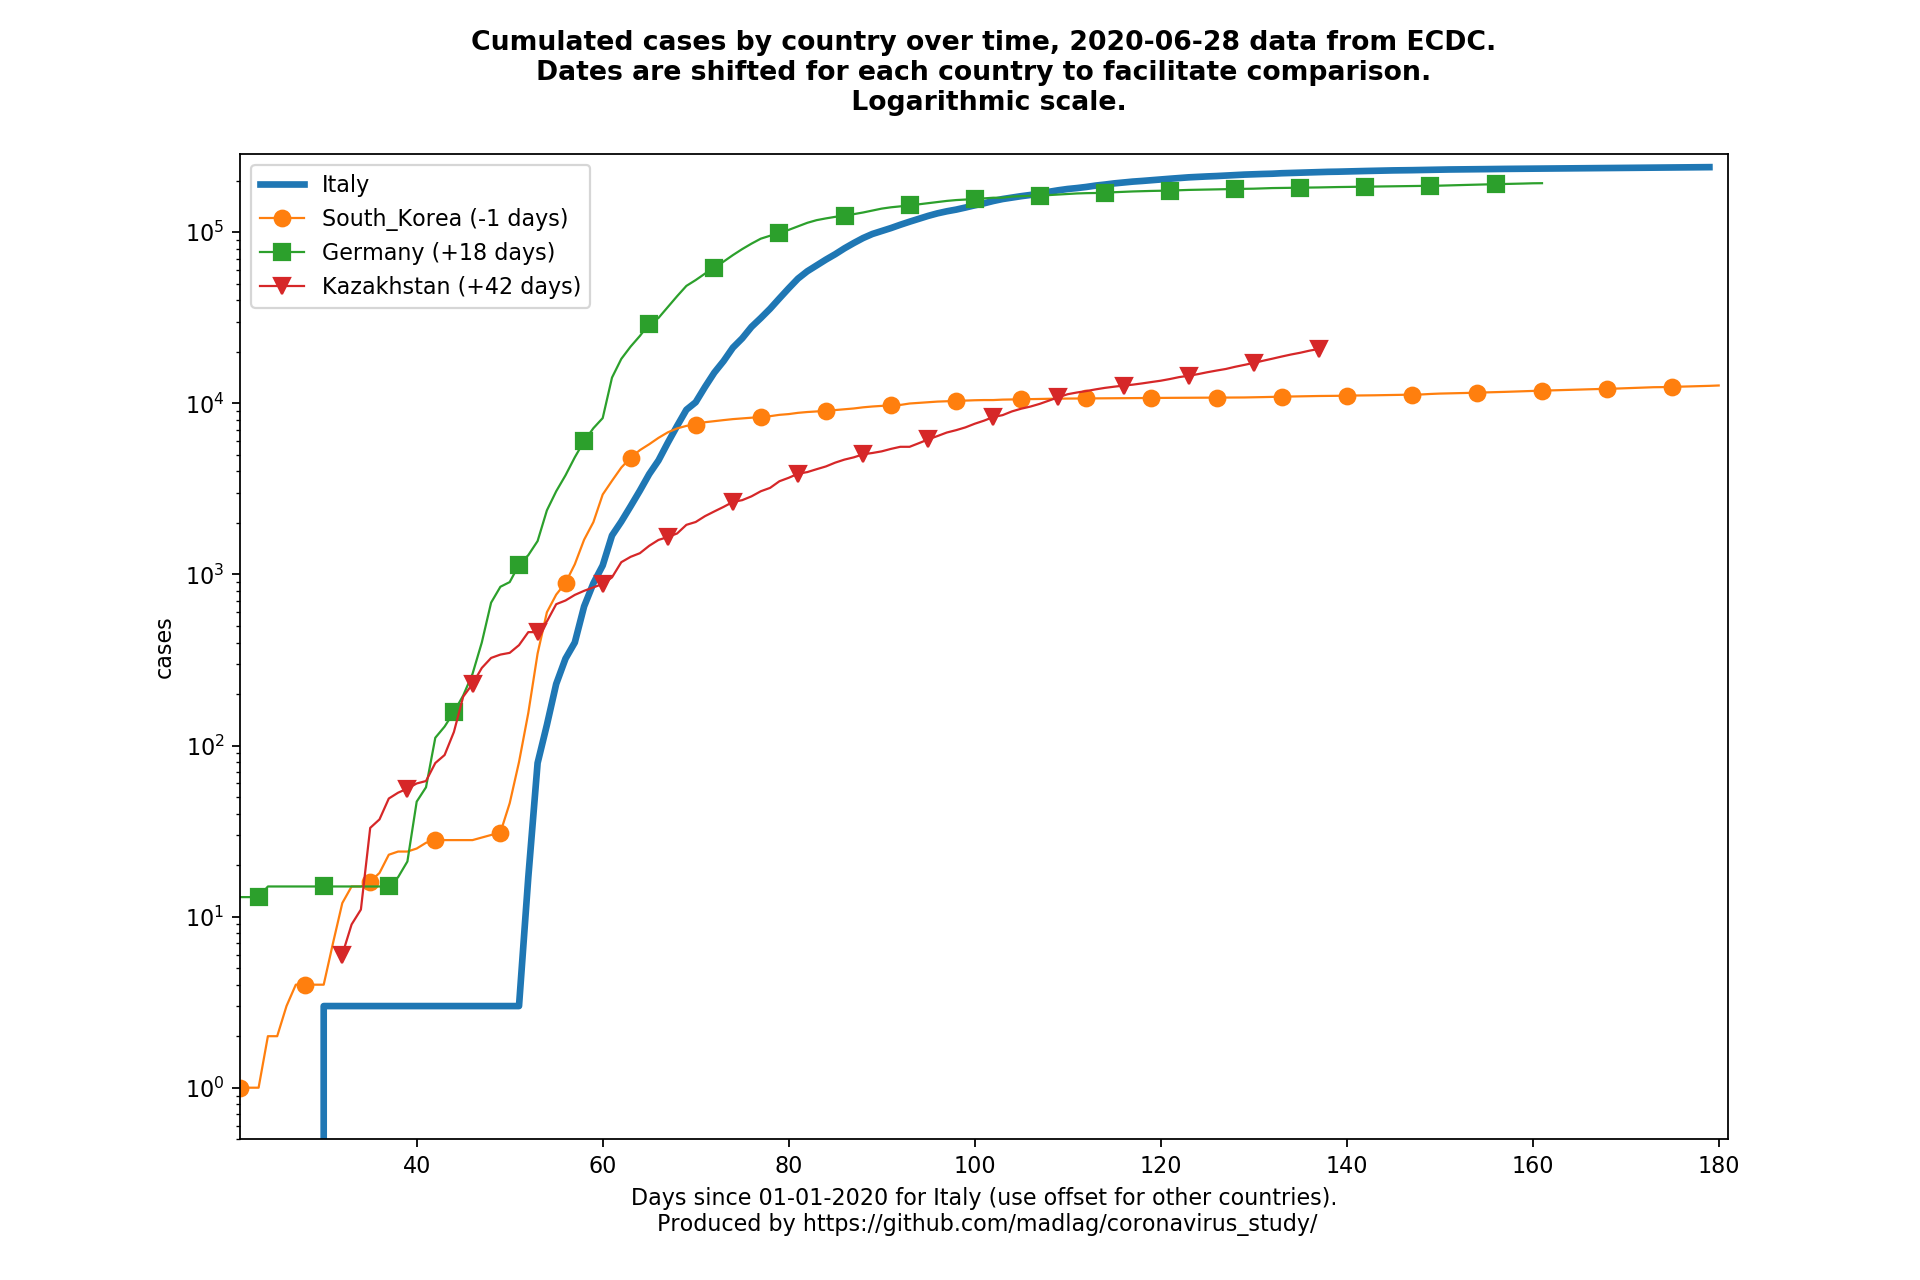 Cumulated cases by country over time, 2020-06-28 data from ECDC.
Dates are shifted for each country to facilitate comparison.
Logarithmic scale.
Italy
South_Korea (-1 days)
Germany (+18 days)
Kazakhstan (+42 days)
10^5
10^4
10^3
10^2
10^1
10^0
cases
40 60 80 100 120 140 160 180
Days since 01-01-2020 for Italy (use offset for other countries).
Produced by https://github.com/madlag/coronavirus_study/